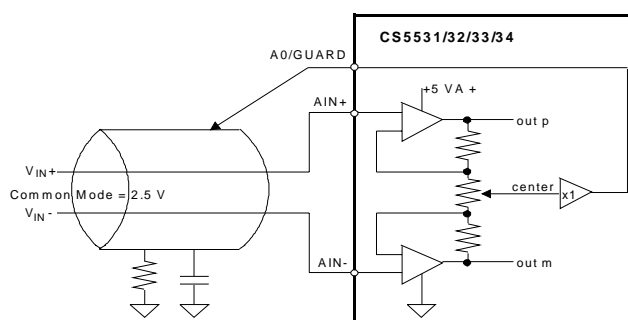 CS5531/32/33/34
A0/GUARD
+5 VA +
AIN+
out p
VIN+
center
x1
Common Mode = 2.5 V
VIN-
AIN-
out m